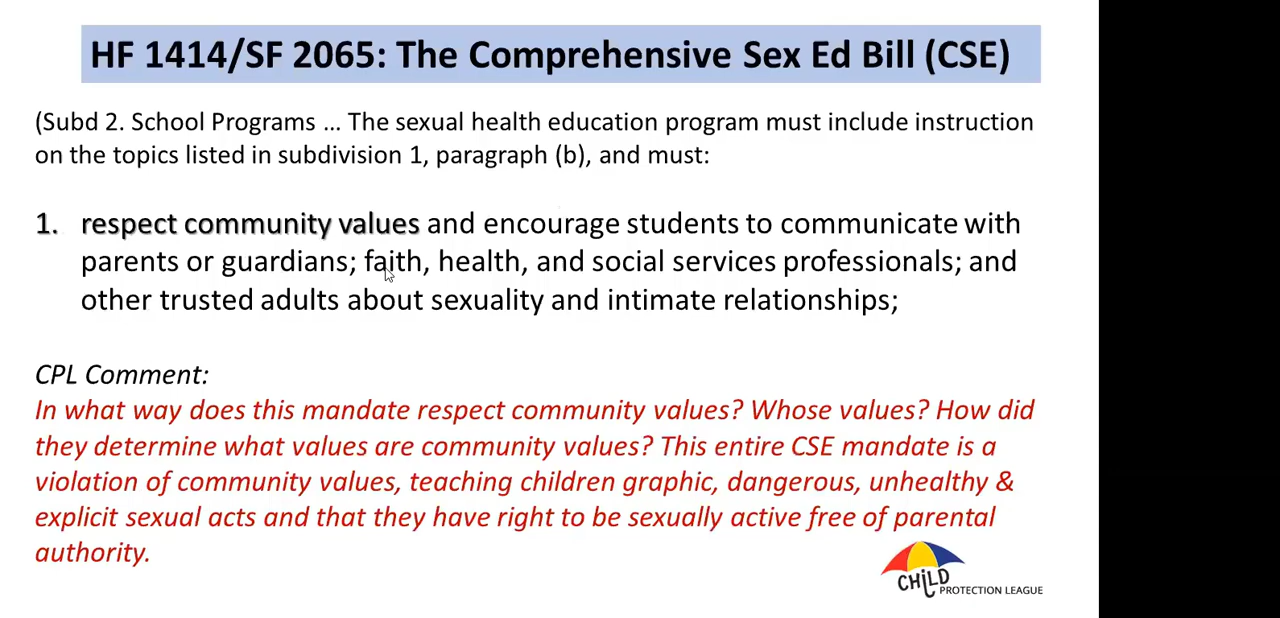 HF 1414/SF 2065: The Comprehensive Sex Ed Bill (CSE)
(Subd 2. School Programs … The sexual health education program must include instruction
on the topics listed in subdivision 1, paragraph (b), and must:
1. respect community values and encourage students to communicate with
parents or guardians; faith, health, and social services professionals; and
other trusted adults about sexuality and intimate relationships;
CPL Comment:
In what way does this mandate respect community values? Whose values? How did
they determine what values are community values? This entire CSE mandate is a
violation of community values, teaching children graphic, dangerous, unhealthy &
explicit sexual acts and that they have right to be sexually active free of parental
authority.
CHiLD
PROTECTION LEAGUE